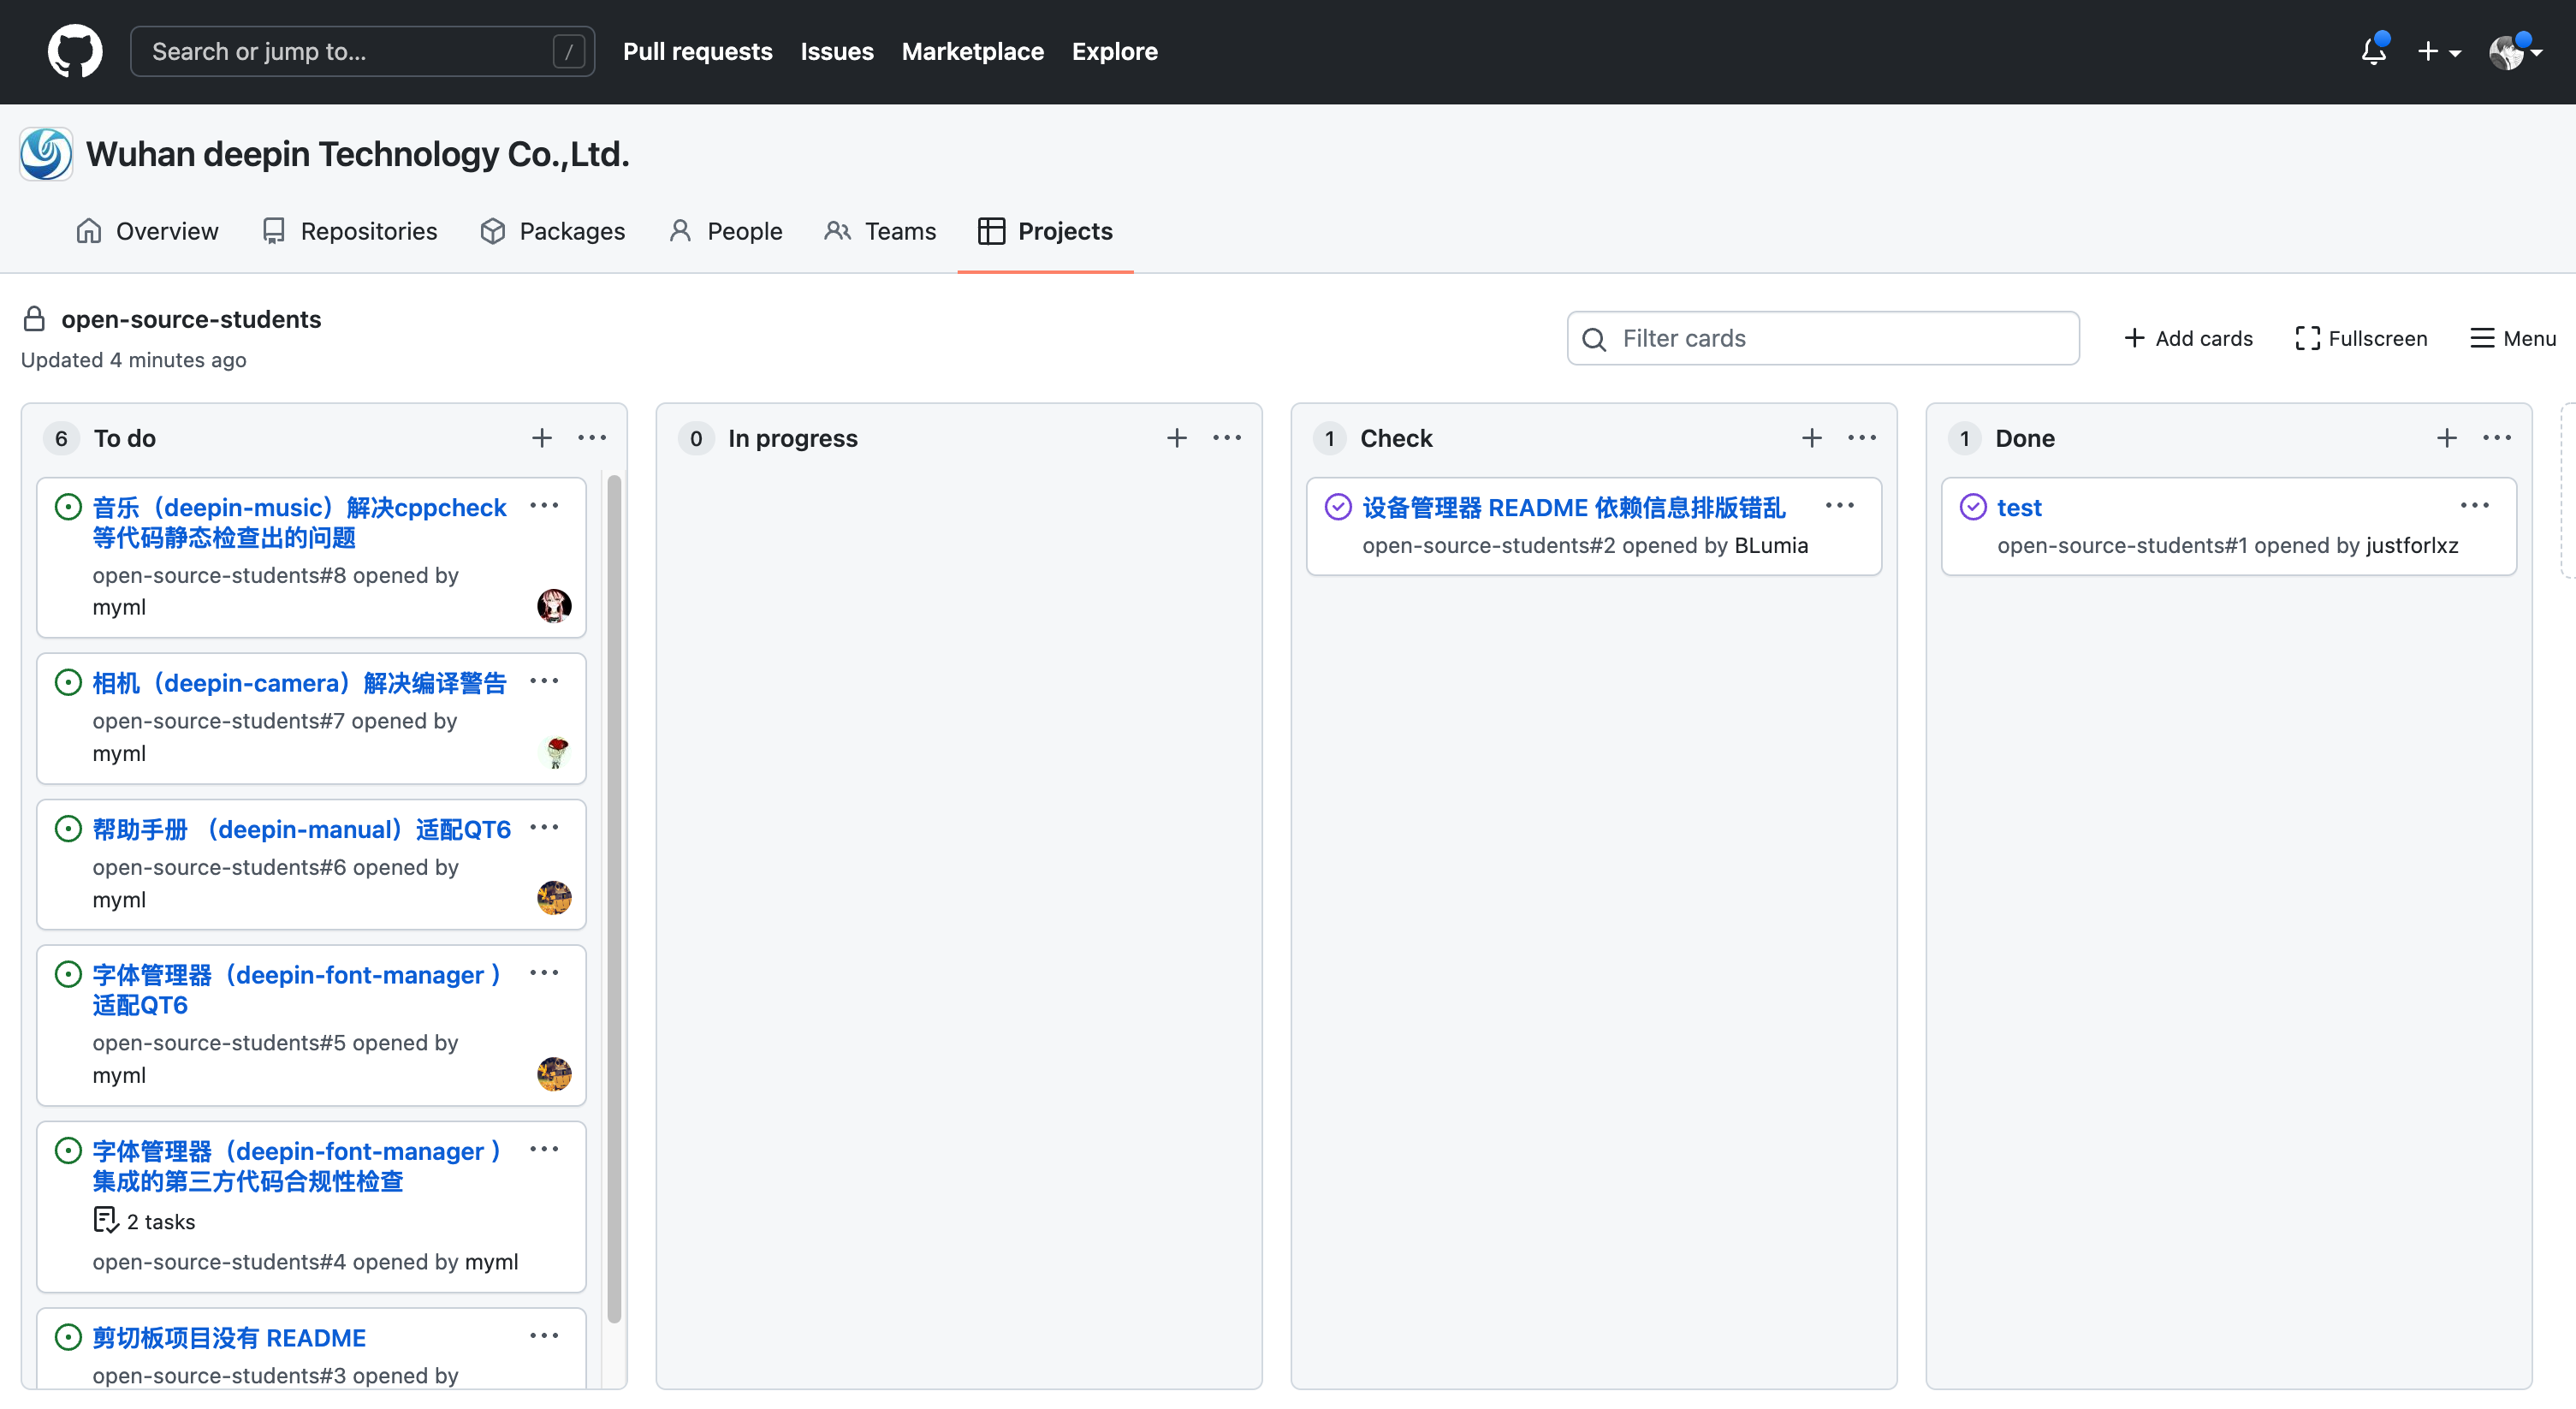 Search or jump to...
/
Pull requests
Issues
Marketplace
Explore
Wuhan deepin Technology Co.,Ltd.
Overview
Repositories
Packages
People
Teams
Projects
open-source-students
Updated 4 minutes ago
Filter cards
Add cards
Fullscreen
Menu
6 To do
音乐（deepin-music）解决cppcheck
等代码静态检查出的问题
open-source-students#8 opened by
myml
相机（deepin-camera）解决编译警告
open-source-students#7 opened by
myml
帮助手册 （deepin-manual）适配QT6
open-source-students#6 opened by
myml
字体管理器（deepin-font-manager ）
适配QT6
open-source-students#5 opened by
myml
字体管理器（deepin-font-manager ）
集成的第三方代码合规性检查
2 tasks
open-source-students#4 opened by myml
剪切板项目没有 README
open-source-students#3 opened by
0 In progress
1 Check
设备管理器 README 依赖信息排版错乱
open-source-students#2 opened by BLumia
1 Done
test
open-source-students#1 opened by justforlxz